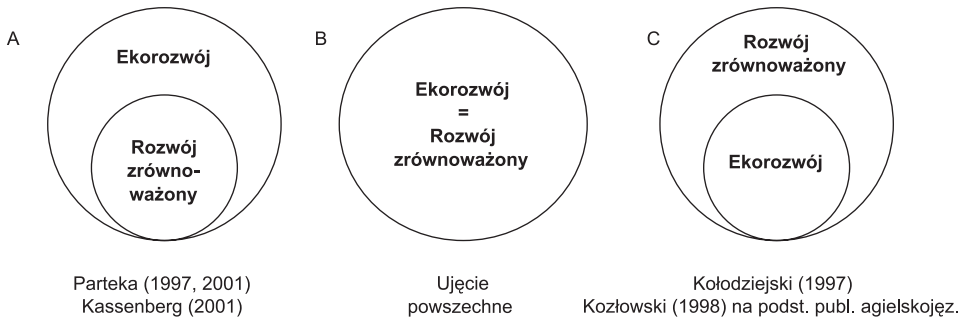 A
Ekorozwój
Rozwój
zrówno-
ważony
Parteka (1997, 2001)
Kassenberg (2001)
B
Ekorozwój
=
Rozwój
zrównoważony
Ujęcie
powszechne
C
Rozwój
zrównoważony
Ekorozwój
Kołodziejski (1997)
Kozłowski (1998) na podst. publ. agielskojęz.